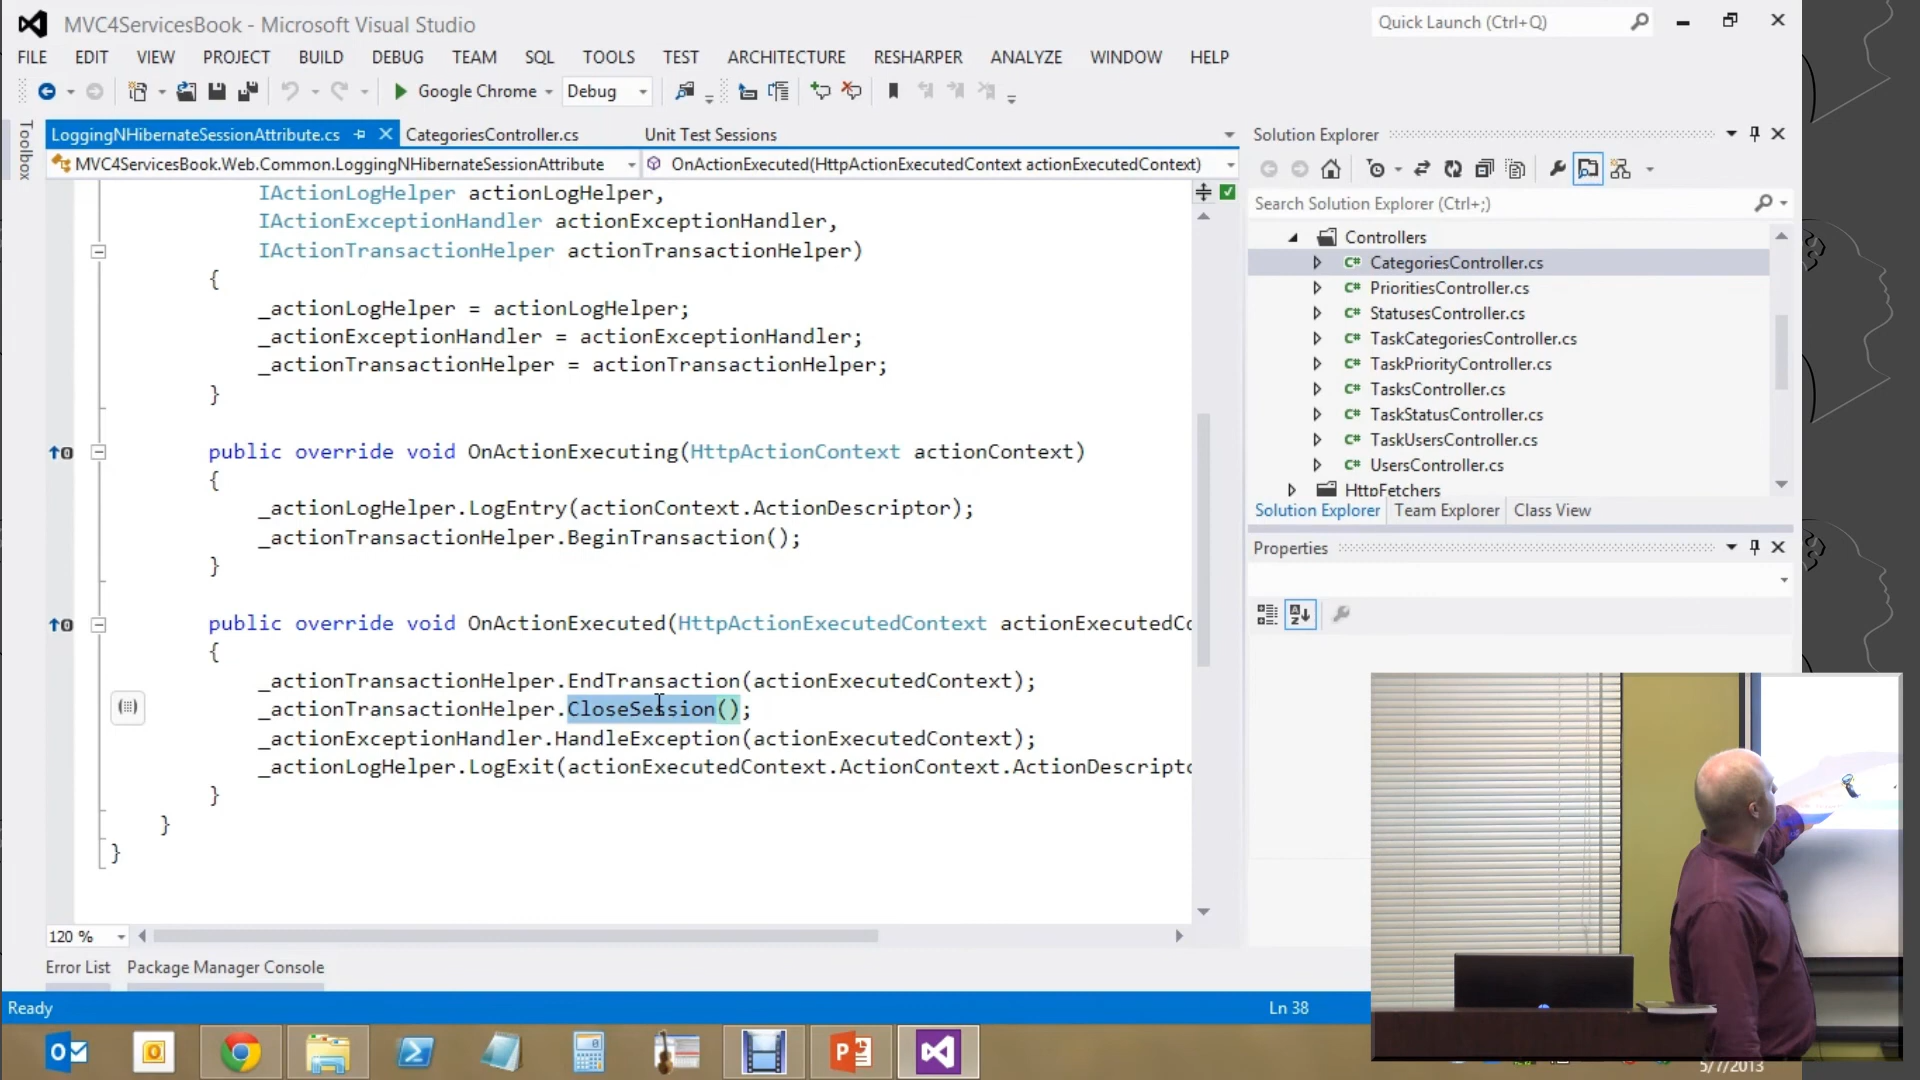 MVC4ServicesBook - Microsoft Visual Studio
Quick Launch (Ctrl+Q)
FILE EDIT VIEW PROJECT BUILD DEBUG TEAM SQL TOOLS TEST ARCHITECTURE RESHARPER ANALYZE WINDOW HELP
Google Chrome Debug
Toolbox
LoggingNHibernateSessionAttribute.cs CategoriesController.cs Unit Test Sessions
MVC4ServicesBook.Web.Common.LoggingNHibernateSessionAttribute OnActionExecuted(HttpActionExecutedContext actionExecutedContext)
IActionLogHelper actionLogHelper,
IActionExceptionHandler actionExceptionHandler,
IActionTransactionHelper actionTransactionHelper)
{
_actionLogHelper = actionLogHelper;
_actionExceptionHandler = actionExceptionHandler;
_actionTransactionHelper = actionTransactionHelper;
}
public override void OnActionExecuting(HttpActionContext actionContext)
{
_actionLogHelper.LogEntry(actionContext.ActionDescriptor);
_actionTransactionHelper.BeginTransaction();
}
public override void OnActionExecuted(HttpActionExecutedContext actionExecutedCo
{
_actionTransactionHelper.EndTransaction(actionExecutedContext);
_actionTransactionHelper.CloseSession();
_actionExceptionHandler.HandleException(actionExecutedContext);
_actionLogHelper.LogExit(actionExecutedContext.ActionContext.ActionDescripto
}
}
}
120 %
Error List Package Manager Console
Ready
Ln 38
Solution Explorer
Search Solution Explorer (Ctrl+;)
Controllers
C# CategoriesController.cs
C# PrioritiesController.cs
C# StatusesController.cs
C# TaskCategoriesController.cs
C# TaskPriorityController.cs
C# TasksController.cs
C# TaskStatusController.cs
C# TaskUsersController.cs
C# UsersController.cs
HttpFetchers
Solution Explorer Team Explorer Class View
Properties
5/7/2013